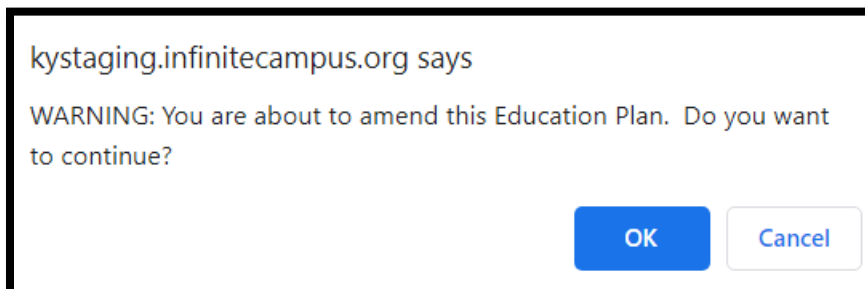 kystaging.infinitecampus.org says
WARNING: You are about to amend this Education Plan.  Do you want
to continue?
OK
Cancel